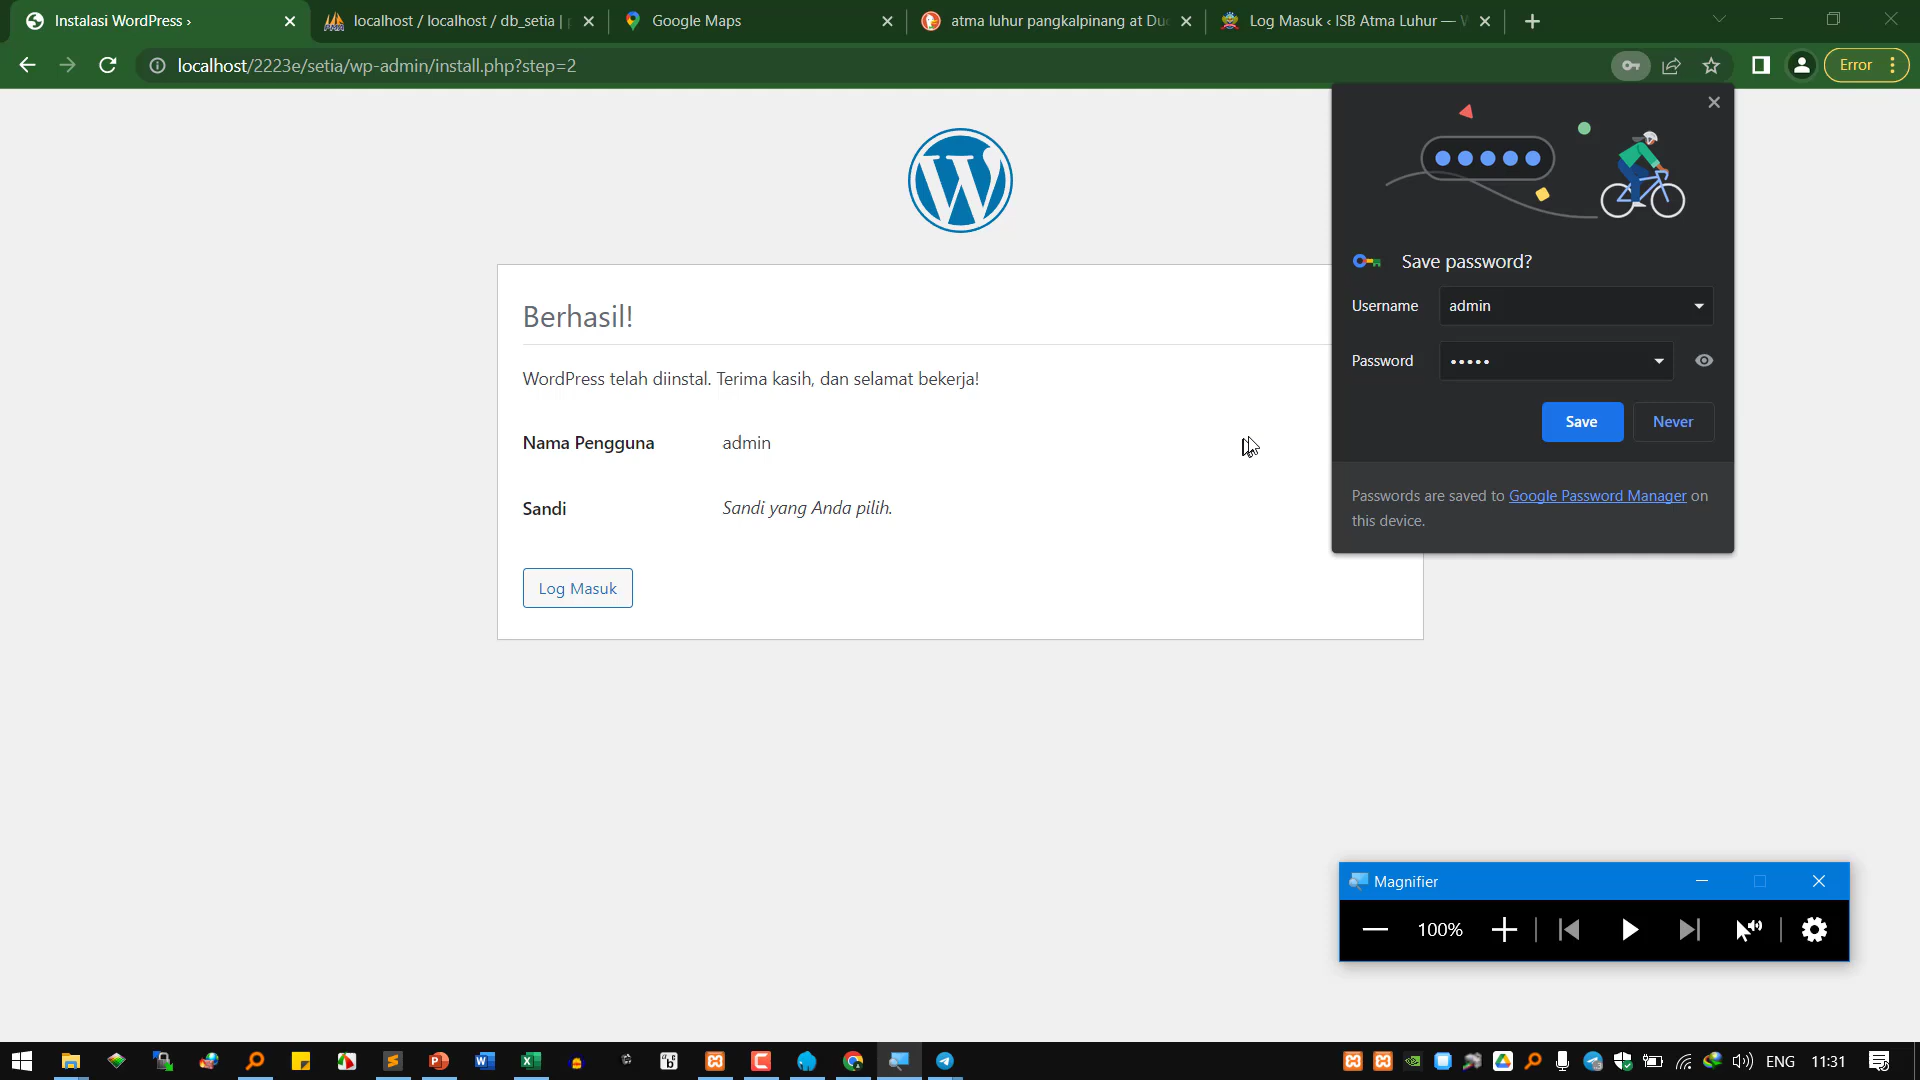 Instalasi WordPress ›
localhost / localhost / db_setia |
Google Maps
atma luhur pangkalpinang at Du
Log Masuk ‹ ISB Atma Luhur —
localhost/2223e/setia/wp-admin/install.php?step=2
Error
Save password?
Username
admin
Password
•••••
Save
Never
Passwords are saved to Google Password Manager on
this device.
Berhasil!
WordPress telah diinstal. Terima kasih, dan selamat bekerja!
Nama Pengguna
admin
Sandi
Sandi yang Anda pilih.
Log Masuk
Magnifier
100%
ENG
11:31